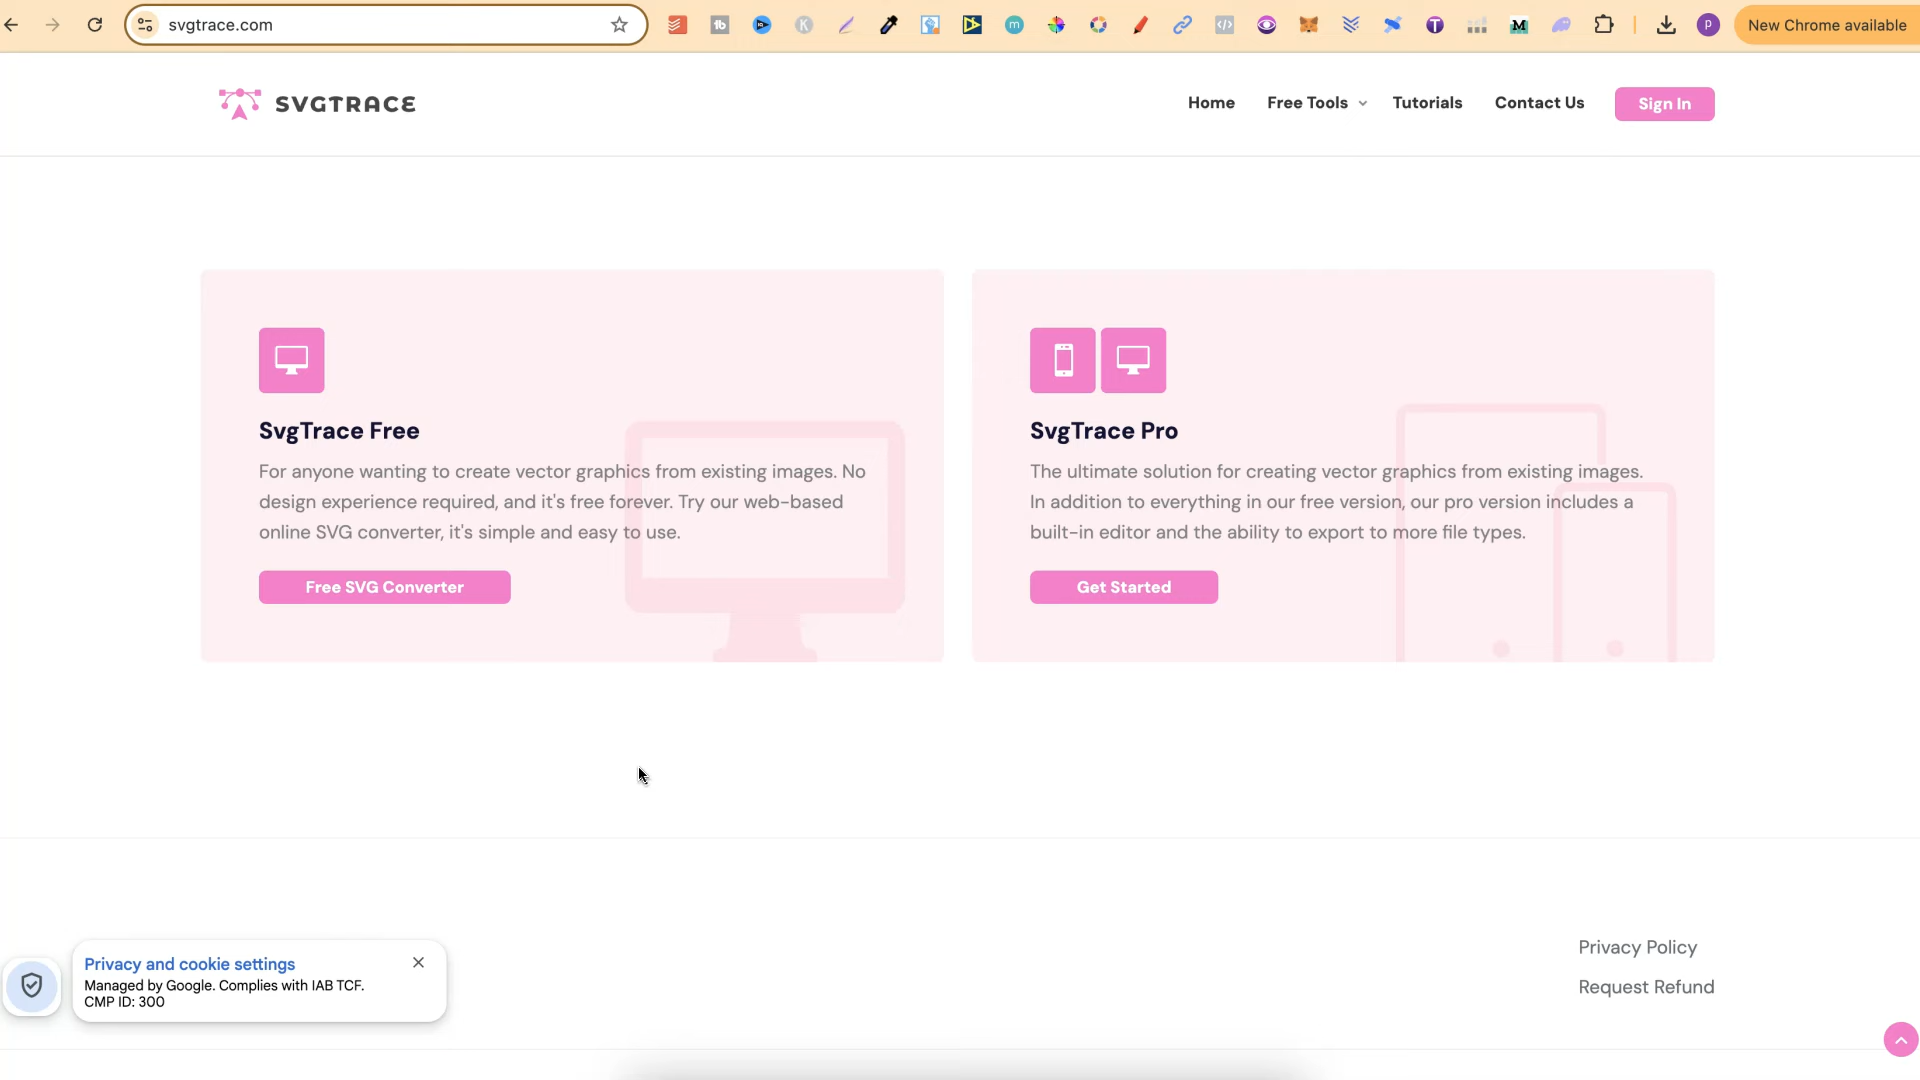 svgtrace.com
New Chrome available
SVGTRACE
Home
Free Tools
Tutorials
Contact Us
Sign In
SvgTrace Free
For anyone wanting to create vector graphics from existing images. No
design experience required, and it's free forever. Try our web-based
online SVG converter, it's simple and easy to use.
Free SVG Converter
SvgTrace Pro
The ultimate solution for creating vector graphics from existing images.
In addition to everything in our free version, our pro version includes a
built-in editor and the ability to export to more file types.
Get Started
Privacy Policy
Request Refund
Privacy and cookie settings
Managed by Google. Complies with IAB TCF.
CMP ID: 300